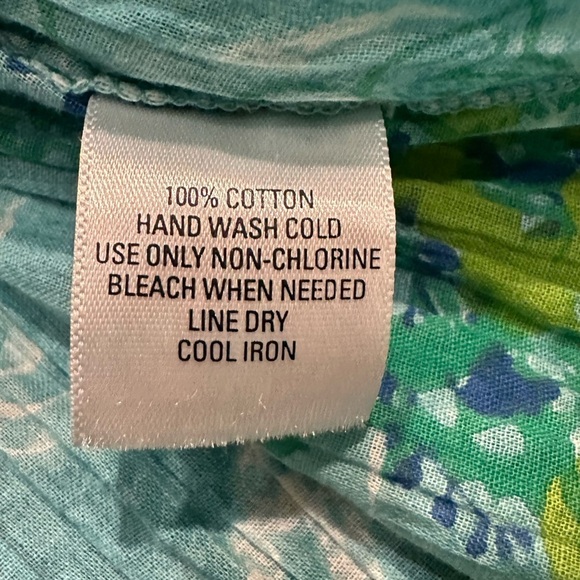 100% COTTON
HAND WASH COLD
USE ONLY NON-CHLORINE
BLEACH WHEN NEEDED
LINE DRY
COOL IRON